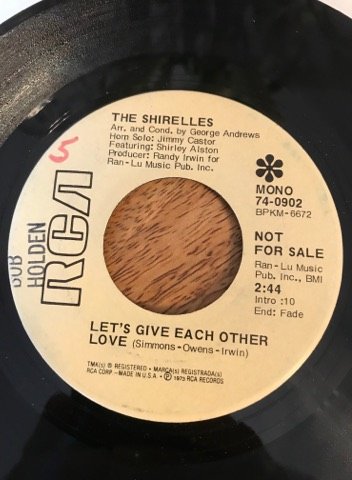 THE SHIRELLES
Arr. and Cond. by George Andrews
Horn Solo: Jimmy Castor
Featuring: Shirley Alston
Producer: Randy Irwin for
Ran-Lu Music Pub. Inc.
5
BOB
HOLDEN
RCA
MONO
74-0902
BPKM-6672
NOT
FOR SALE
Ran-Lu Music
Pub. Inc., BMI
2:44
Intro :10
End: Fade
LET'S GIVE EACH OTHER
LOVE (Simmons-Owens-Irwin)
TMK(s) ® REGISTERED • MARCA(s) REGISTRADA(s)
RCA CORP.-MADE IN U.S.A. • ℗ 1973 RCA RECORDS